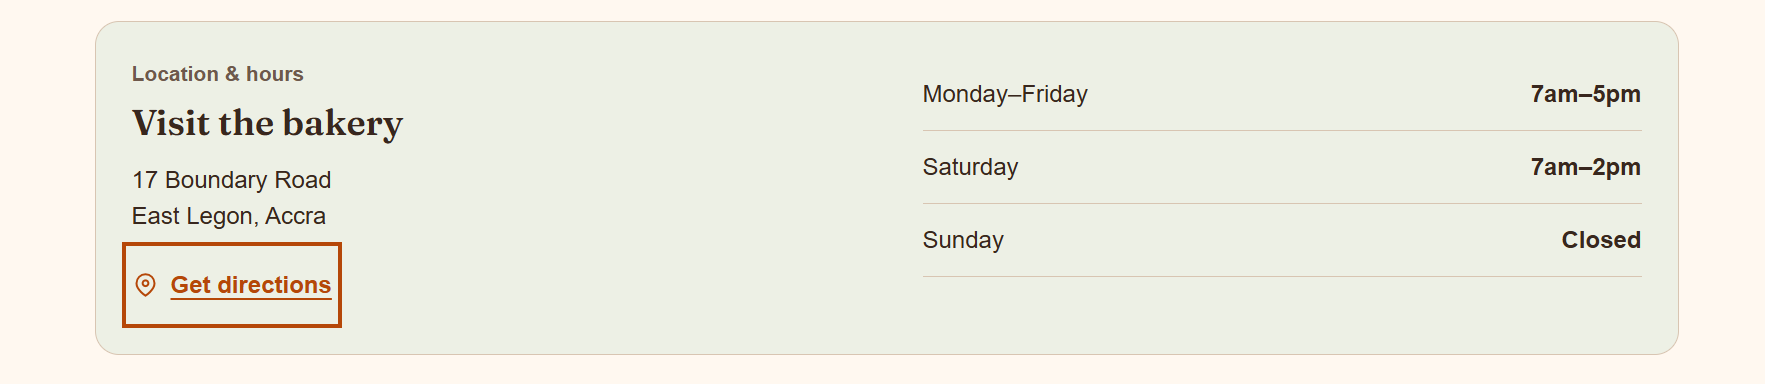 Location & hours
Visit the bakery
17 Boundary Road
East Legon, Accra
Get directions
Monday–Friday 7am–5pm
Saturday 7am–2pm
Sunday Closed